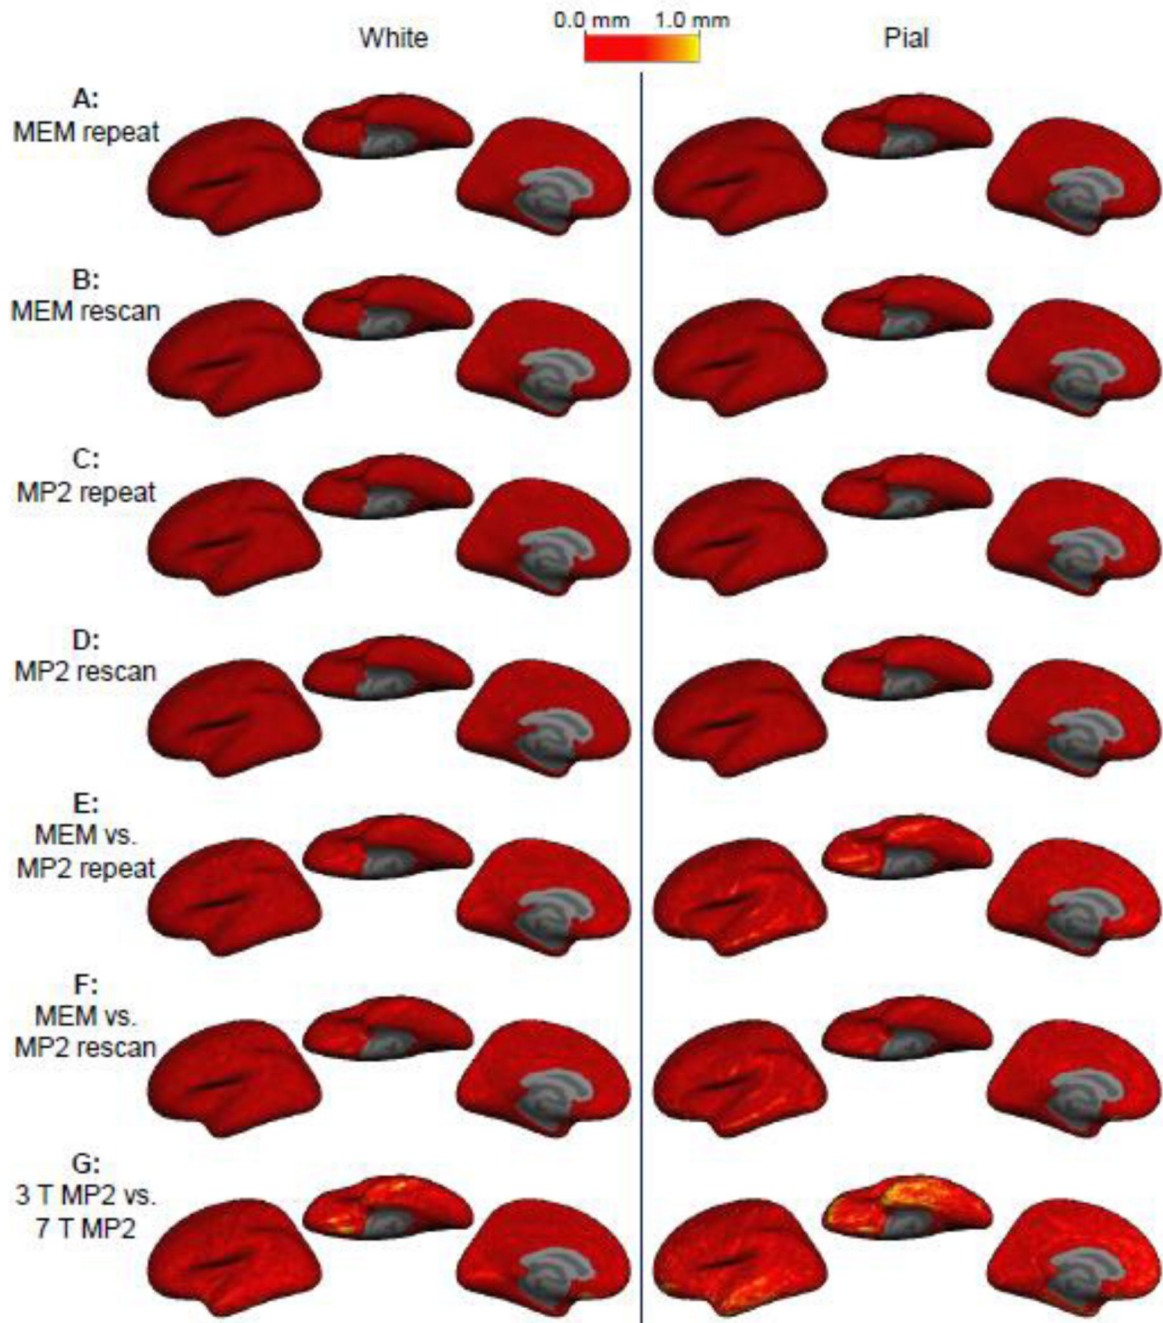 0.0 mm 1.0 mm
White Pial
A:
MEM repeat
B:
MEM rescan
C:
MP2 repeat
D:
MP2 rescan
E:
MEM vs.
MP2 repeat
F:
MEM vs.
MP2 rescan
G:
3 T MP2 vs.
7 T MP2